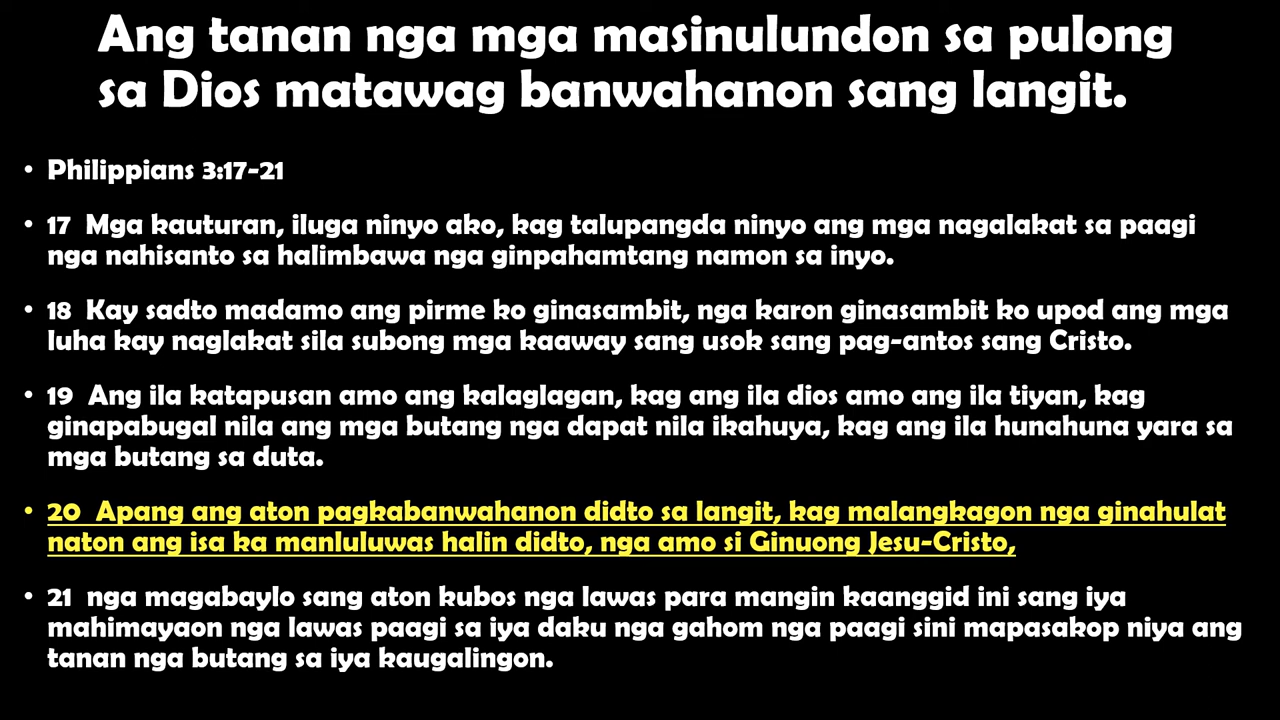 Ang tanan nga mga masinulundon sa pulong
sa Dios matawag banwahanon sang langit.
• Philippians 3:17-21
• 17 Mga kauturan, iluga ninyo ako, kag talupangda ninyo ang mga nagalakat sa paagi
nga nahisanto sa halimbawa nga ginpahamtang namon sa inyo.
• 18 Kay sadto madamo ang pirme ko ginasambit, nga karon ginasambit ko upod ang mga
luha kay naglakat sila subong mga kaaway sang usok sang pag-antos sang Cristo.
• 19 Ang ila katapusan amo ang kalaglagan, kag ang ila dios amo ang ila tiyan, kag
ginapabugal nila ang mga butang nga dapat nila ikahuya, kag ang ila hunahuna yara sa
mga butang sa duta.
• 20 Apang ang aton pagkabanwahanon didto sa langit, kag malangkagon nga ginahulat
naton ang isa ka manluluwas halin didto, nga amo si Ginuong Jesu-Cristo,
• 21 nga magabaylo sang aton kubos nga lawas para mangin kaanggid ini sang iya
mahimayaon nga lawas paagi sa iya daku nga gahom nga paagi sini mapasakop niya ang
tanan nga butang sa iya kaugalingon.